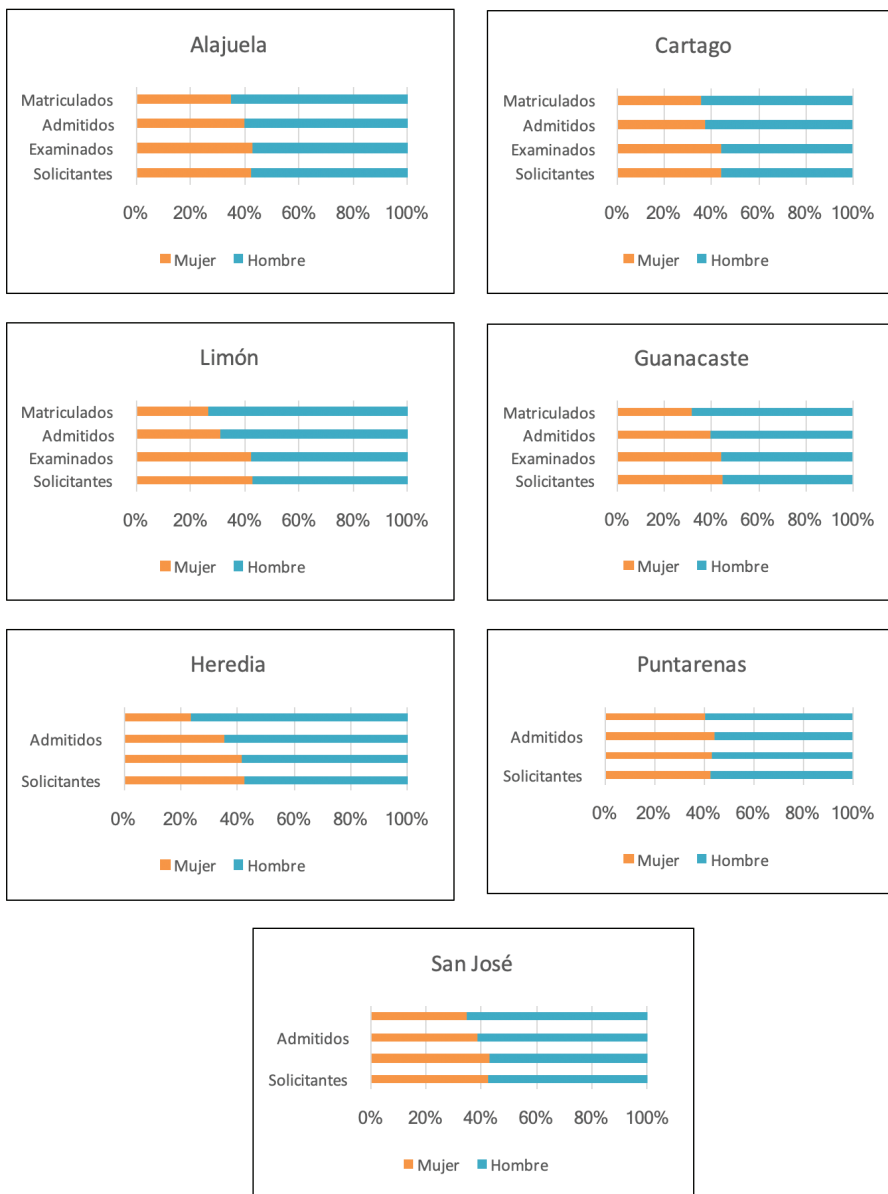 Alajuela
Matriculados
Admitidos
Examinados
Solicitantes
0% 20% 40% 60% 80% 100%
Mujer Hombre
Cartago
Matriculados
Admitidos
Examinados
Solicitantes
0% 20% 40% 60% 80% 100%
Mujer Hombre
Limón
Matriculados
Admitidos
Examinados
Solicitantes
0% 20% 40% 60% 80% 100%
Mujer Hombre
Guanacaste
Matriculados
Admitidos
Examinados
Solicitantes
0% 20% 40% 60% 80% 100%
Mujer Hombre
Heredia
Admitidos
Solicitantes
0% 20% 40% 60% 80% 100%
Mujer Hombre
Puntarenas
Admitidos
Solicitantes
0% 20% 40% 60% 80% 100%
Mujer Hombre
San José
Admitidos
Solicitantes
0% 20% 40% 60% 80% 100%
Mujer Hombre